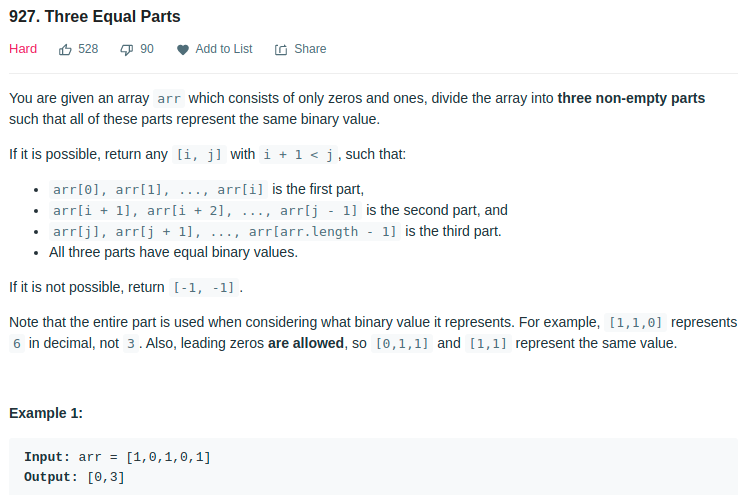 927. Three Equal Parts
Hard 528 90 Add to List Share
You are given an array arr which consists of only zeros and ones, divide the array into three non-empty parts
such that all of these parts represent the same binary value.
If it is possible, return any [i, j] with i + 1 < j, such that:
• arr[0], arr[1], ..., arr[i] is the first part,
• arr[i + 1], arr[i + 2], ..., arr[j - 1] is the second part, and
• arr[j], arr[j + 1], ..., arr[arr.length - 1] is the third part.
• All three parts have equal binary values.
If it is not possible, return [-1, -1].
Note that the entire part is used when considering what binary value it represents. For example, [1,1,0] represents
6 in decimal, not 3. Also, leading zeros are allowed, so [0,1,1] and [1,1] represent the same value.
Example 1:
Input: arr = [1,0,1,0,1]
Output: [0,3]